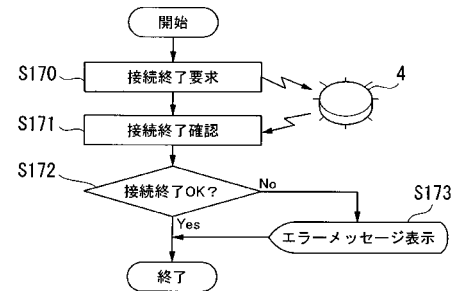 開始
S170
接続終了要求
4
S171
接続終了確認
S172
接続終了OK?
No
S173
Yes
エラーメッセージ表示
終了